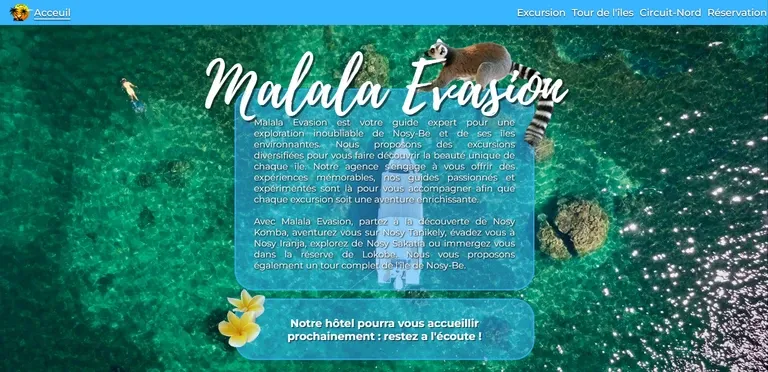 Acceuil
Excursion Tour de l'îles Circuit-Nord Réservation
Malala Evasion
Malala Evasion est votre guide expert pour une
exploration inoubliable de Nosy-Be et de ses îles
environnantes. Nous proposons des excursions
diversifiées pour vous faire découvrir la beauté unique de
chaque île. Notre agence s'engage à vous offrir des
expériences mémorables, nos guides passionnés et
expérimentés sont là pour vous accompagner afin que
chaque excursion soit une aventure enrichissante.
Avec Malala Evasion, partez à la découverte de Nosy
Komba, aventurez vous sur Nosy Tanikely, évadez vous à
Nosy Iranja, explorez de Nosy Sakatia ou immergez vous
dans la réserve de Lokobe. Nous vous proposons
également un tour complet de l'île de Nosy-Be.
Notre hôtel pourra vous accueillir
prochainement : restez a l'écoute !